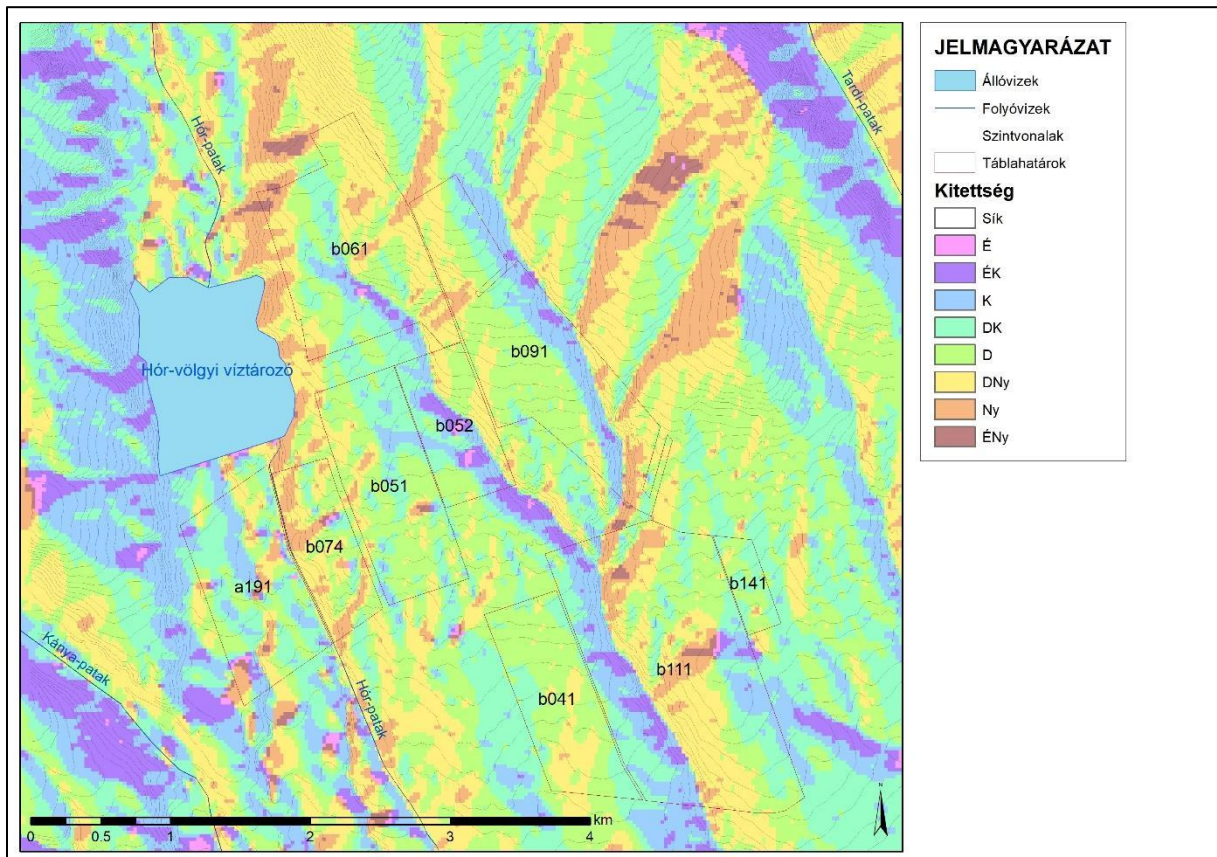 Hór-patak
Tardi-patak
b061
b091
Hór-völgyi víztározó
b052
b051
b074
a191
b141
b111
b041
Kánya-patak
Hór-patak
0 0.5 1 2 3 4
km
N
JELMAGYARÁZAT
Állóvizek
Folyóvizek
Szintvonalak
Táblahatárok
Kitettség
Sík
É
ÉK
K
DK
D
DNy
Ny
ÉNy